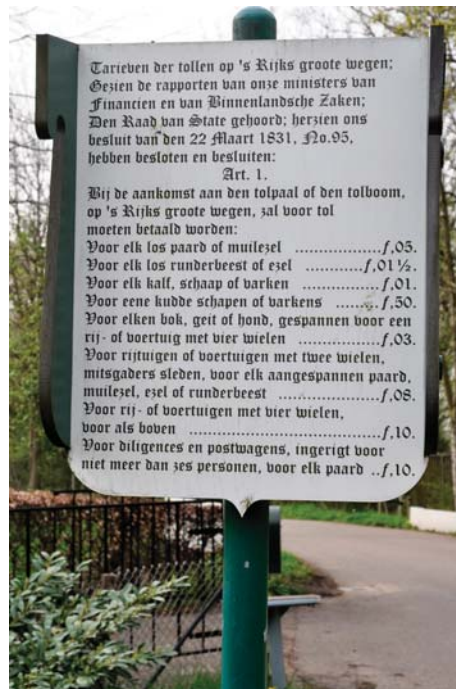 Tarieven der tollen op 's Rijks groote wegen;
Gezien de rapporten van onze ministers van
Financien en van Binnenlandsche Zaken;
Den Raad van State gehoord; herzien ons
besluit van den 22 Maart 1831, No.95,
hebben besloten en besluiten:
Art. 1.
Bij de aankomst aan den tolpaal of den tolboom,
op 's Rijks groote wegen, zal voor tol
moeten betaald worden:
Voor elk los paard of muilezel ....................f,05.
Voor elk los runderbeest of ezel ............f,01½.
Voor elk kalf, schaap of varken ................f,01.
Voor eene kudde schapen of varkens ........f,50.
Voor elken bok, geit of hond, gespannen voor een
rij- of voertuig met vier wielen ..................f,03.
Voor rijtuigen of voertuigen met twee wielen,
mitsgaders sleden, voor elk aangespannen paard,
muilezel, ezel of runderbeest ....................f,08.
Voor rij- of voertuigen met vier wielen,
voor als boven ......................................f,10.
Voor diligences en postwagens, ingerigt voor
niet meer dan zes personen, voor elk paard ..f,10.